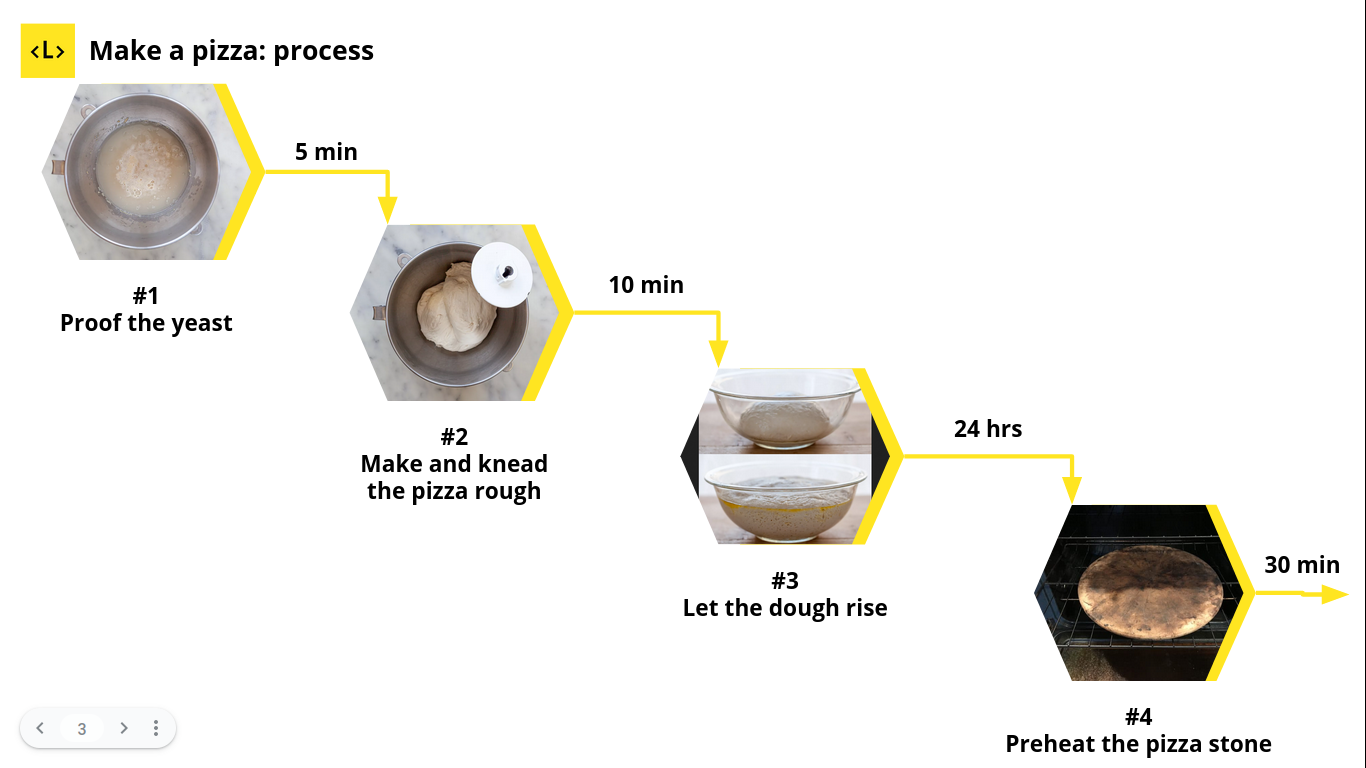 <L> Make a pizza: process
5 min
#1
Proof the yeast
10 min
#2
Make and knead
the pizza rough
24 hrs
#3
Let the dough rise
30 min
#4
Preheat the pizza stone
3